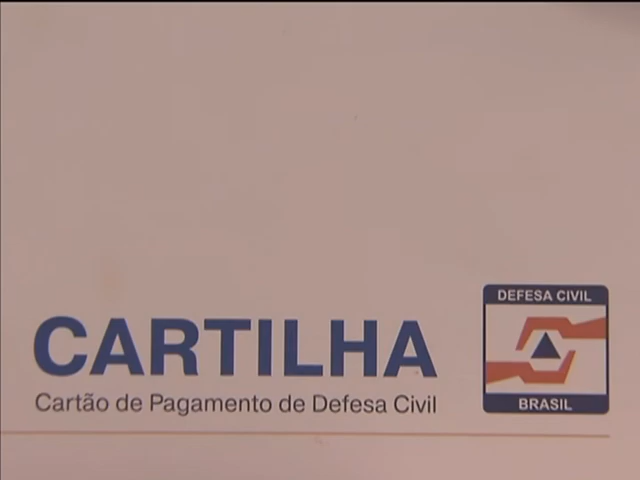 DEFESA CIVIL
CARTILHA
Cartão de Pagamento de Defesa Civil
BRASIL